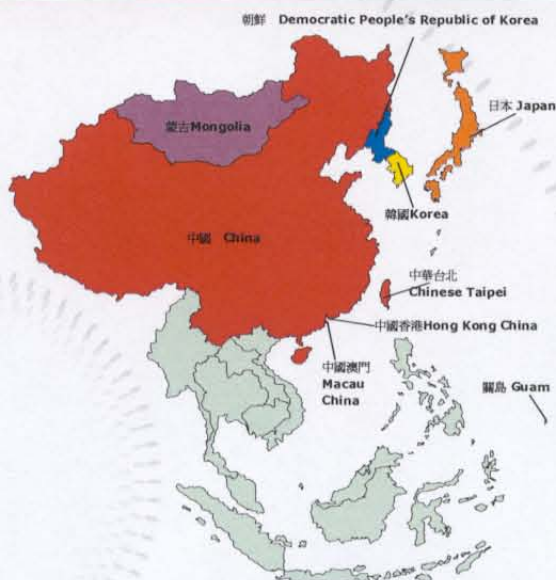 朝鮮 Democratic People's Republic of Korea
日本 Japan
蒙古Mongolia
韓國Korea
中國 China
中華台北
Chinese Taipei
中國香港Hong Kong China
中國澳門
Macau
China
關島 Guam